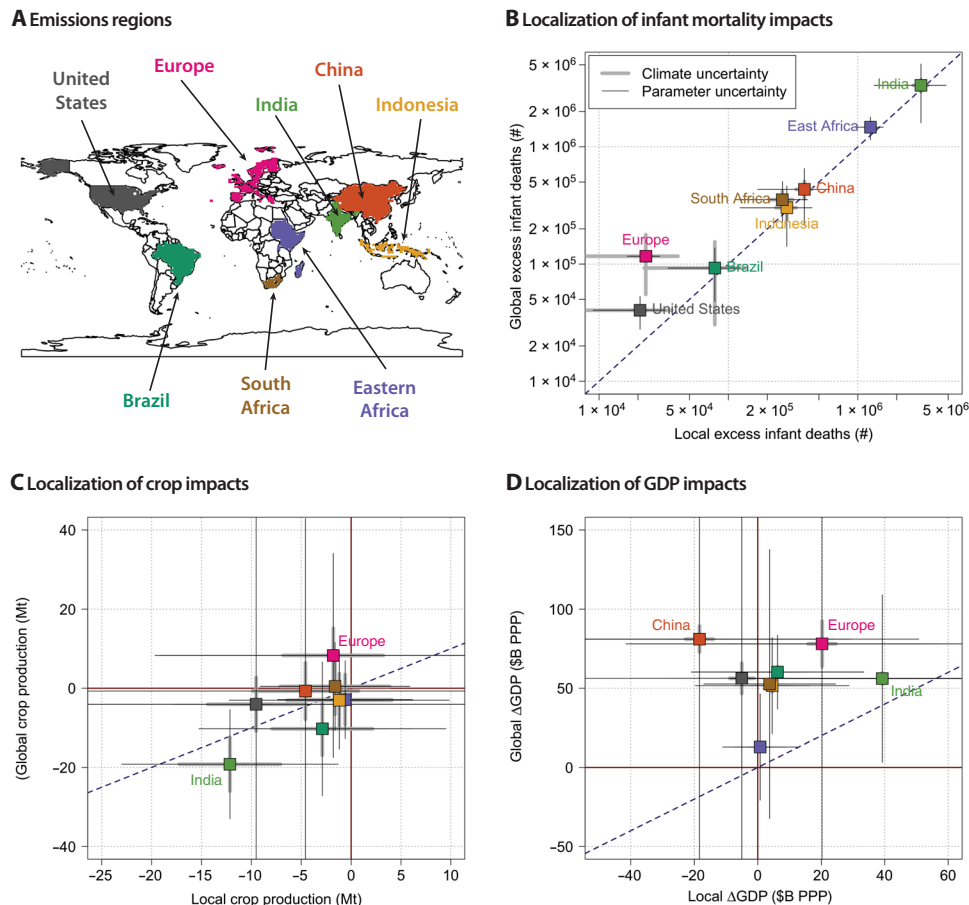 A Emissions regions
United
States
Europe
China
India
Indonesia
Brazil
South
Africa
Eastern
Africa
B Localization of infant mortality impacts
Global excess infant deaths (#)
5 × 10⁶
2 × 10⁶
1 × 10⁶
5 × 10⁵
2 × 10⁵
1 × 10⁵
5 × 10⁴
2 × 10⁴
1 × 10⁴
Climate uncertainty
Parameter uncertainty
India
East Africa
China
South Africa
Indonesia
Europe
Brazil
United States
1 × 10⁴ 5 × 10⁴ 2 × 10⁵ 1 × 10⁶ 5 × 10⁶
Local excess infant deaths (#)
C Localization of crop impacts
(Global crop production (Mt)
40
20
0
−20
−40
Europe
India
−25 −20 −15 −10 −5 0 5 10
Local crop production (Mt)
D Localization of GDP impacts
Global ΔGDP ($B PPP)
150
100
50
0
−50
China
Europe
India
−40 −20 0 20 40 60
Local ΔGDP ($B PPP)